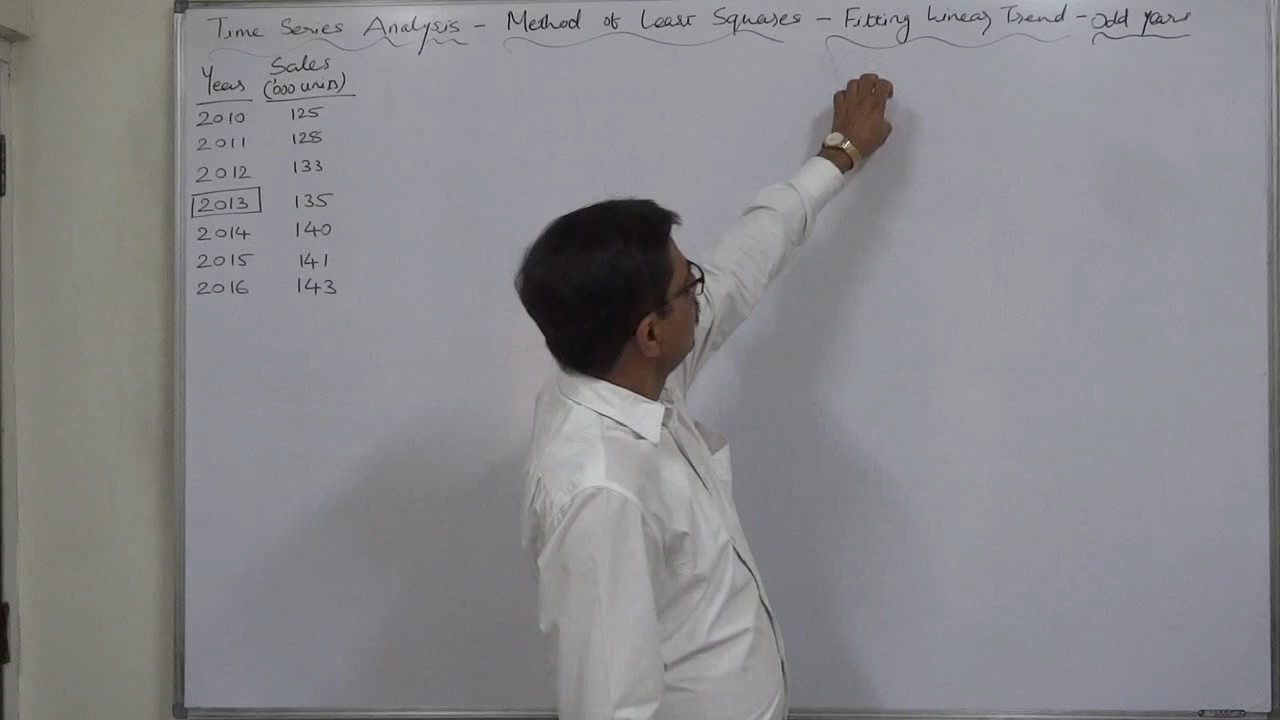 Time Series Analysis - Method of Least Squares - Fitting Linear Trend - Odd Years
Year Sales
('000 units)
2010 125
2011 128
2012 133
2013 135
2014 140
2015 141
2016 143